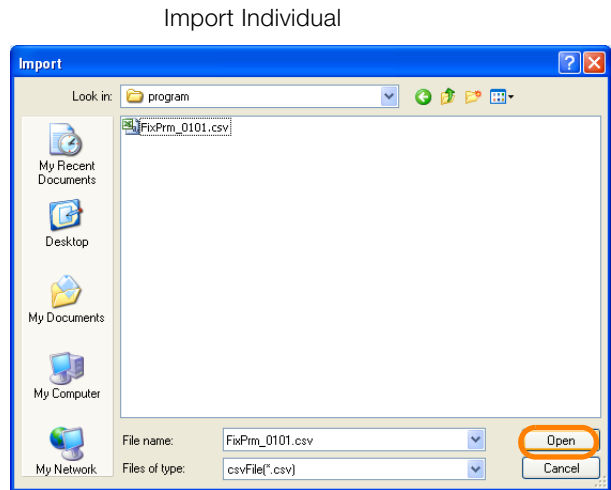 Import Individual
Import
Look in:
program
FixPrm_0101.csv
My Recent
Documents
Desktop
My Documents
My Computer
My Network
File name:
FixPrm_0101.csv
Open
Files of type:
csvFile(*.csv)
Cancel